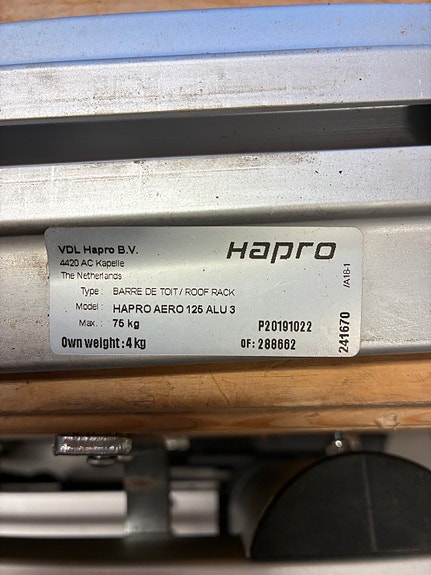 VDL Hapro B.V.
4420 AC Kapelle
The Netherlands
Hapro
Type : BARRE DE TOIT / ROOF RACK
Model : HAPRO AERO 125 ALU 3
Max. : 75 kg
Own weight : 4 kg
P20191022
OF : 288662
241670
/A18-1